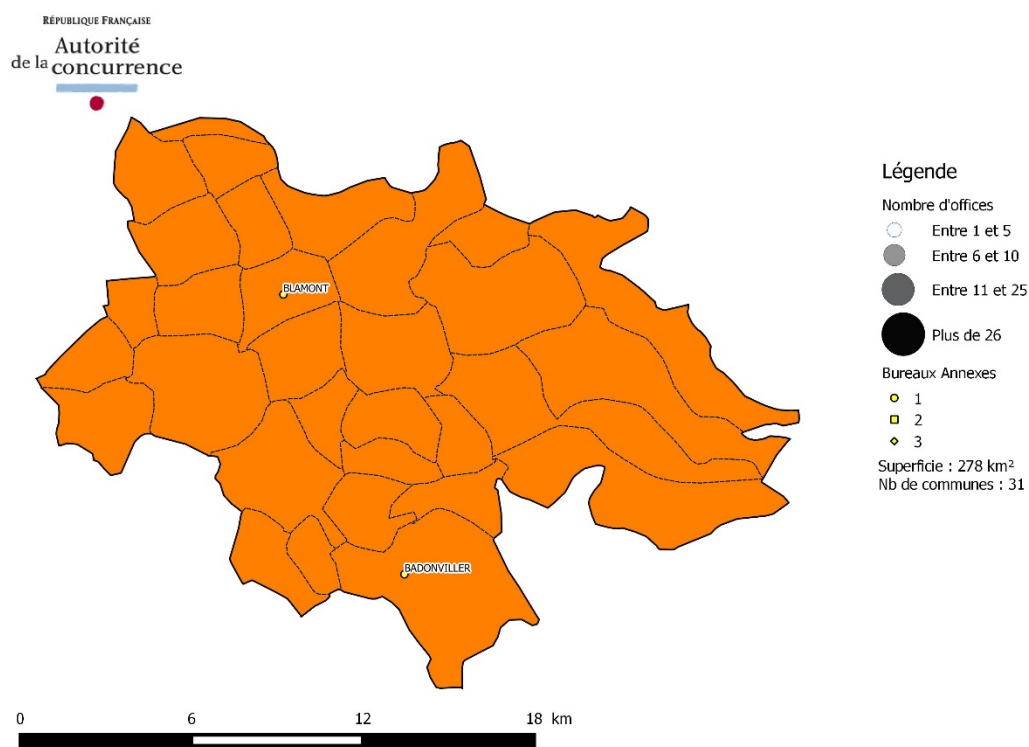 RÉPUBLIQUE FRANÇAISE
Autorité
de la concurrence
Légende
Nombre d'offices
Entre 1 et 5
Entre 6 et 10
Entre 11 et 25
Plus de 26
Bureaux Annexes
1
2
3
Superficie : 278 km²
Nb de communes : 31
BLAMONT
BADONVILLER
0 6 12 18 km